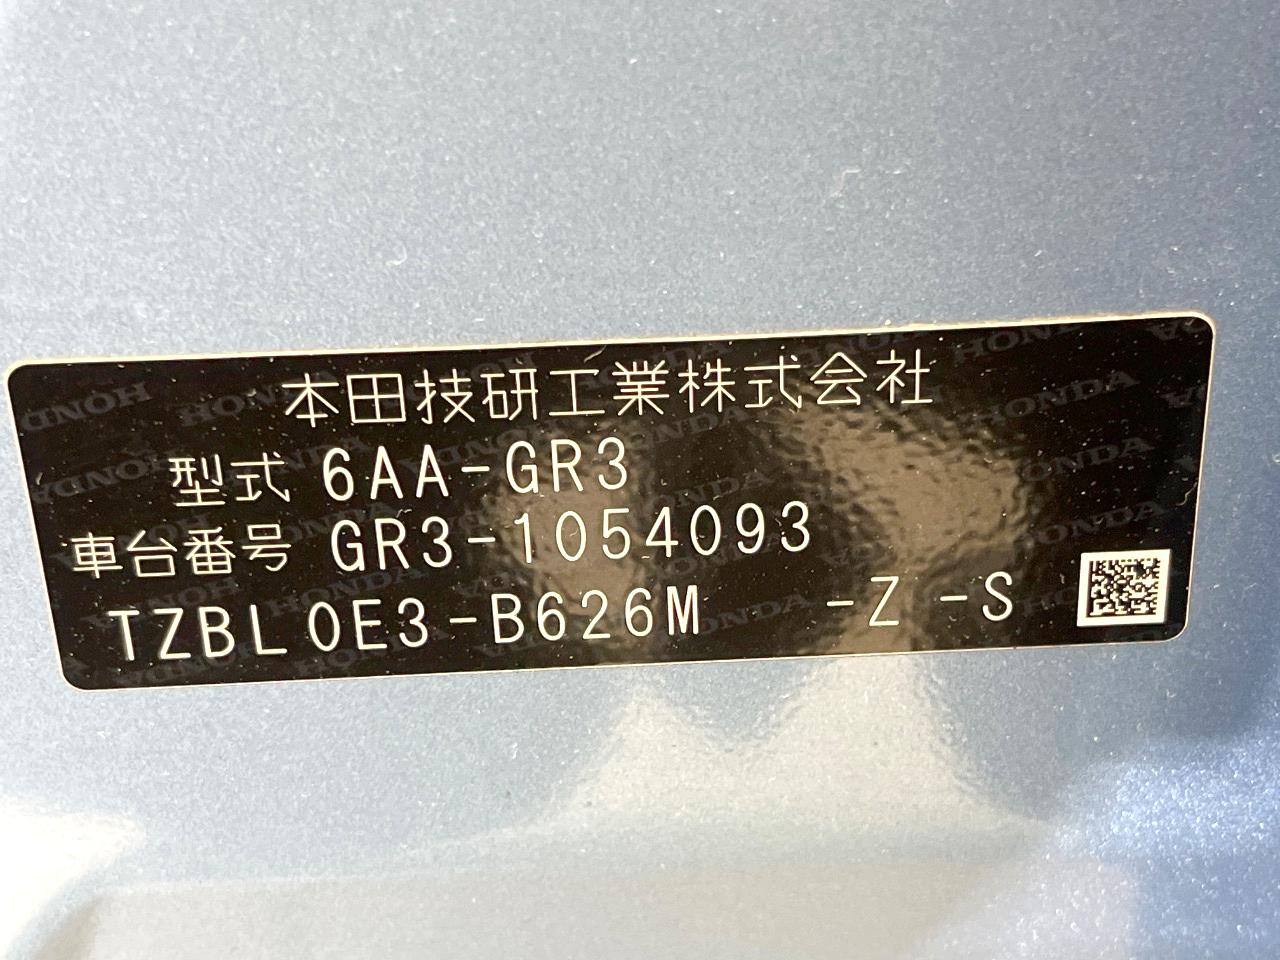 本田技研工業株式会社
型式 6AA-GR3
車台番号 GR3-1054093
TZBL0E3-B626M -Z -S